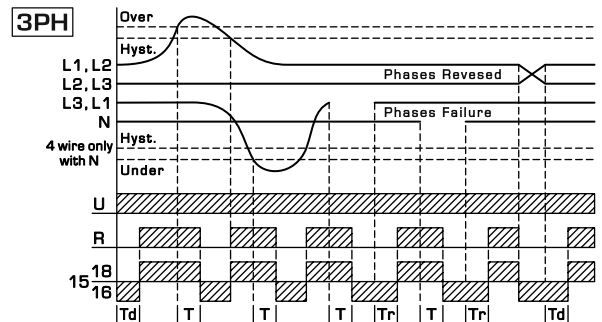 3PH
Over
Hyst.
L1, L2
Phases Revesed
L2, L3
L3, L1
Phases Failure
N
Hyst.
4 wire only
with N
Under
U
R
18
15
16
Td T T T Tr T Tr Td